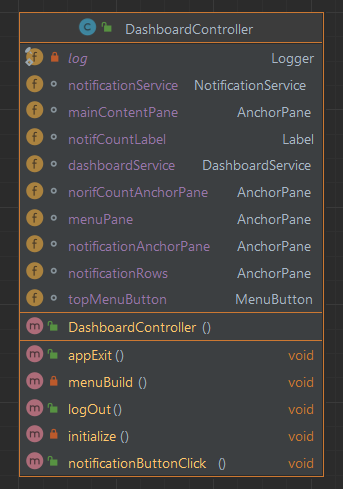 DashboardController
log Logger
notificationService NotificationService
mainContentPane AnchorPane
notifCountLabel Label
dashboardService DashboardService
norifCountAnchorPane AnchorPane
menuPane AnchorPane
notificationAnchorPane AnchorPane
notificationRows AnchorPane
topMenuButton MenuButton
DashboardController ()
appExit () void
menuBuild () void
logOut () void
initialize () void
notificationButtonClick () void